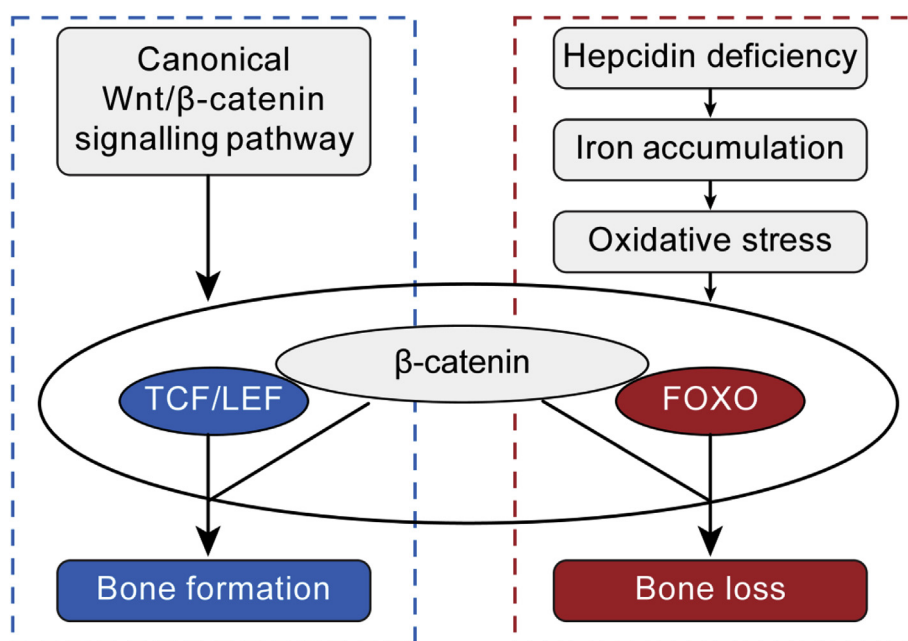 Canonical
Wnt/β-catenin
signalling pathway
Hepcidin deficiency
Iron accumulation
Oxidative stress
β-catenin
TCF/LEF
FOXO
Bone formation
Bone loss